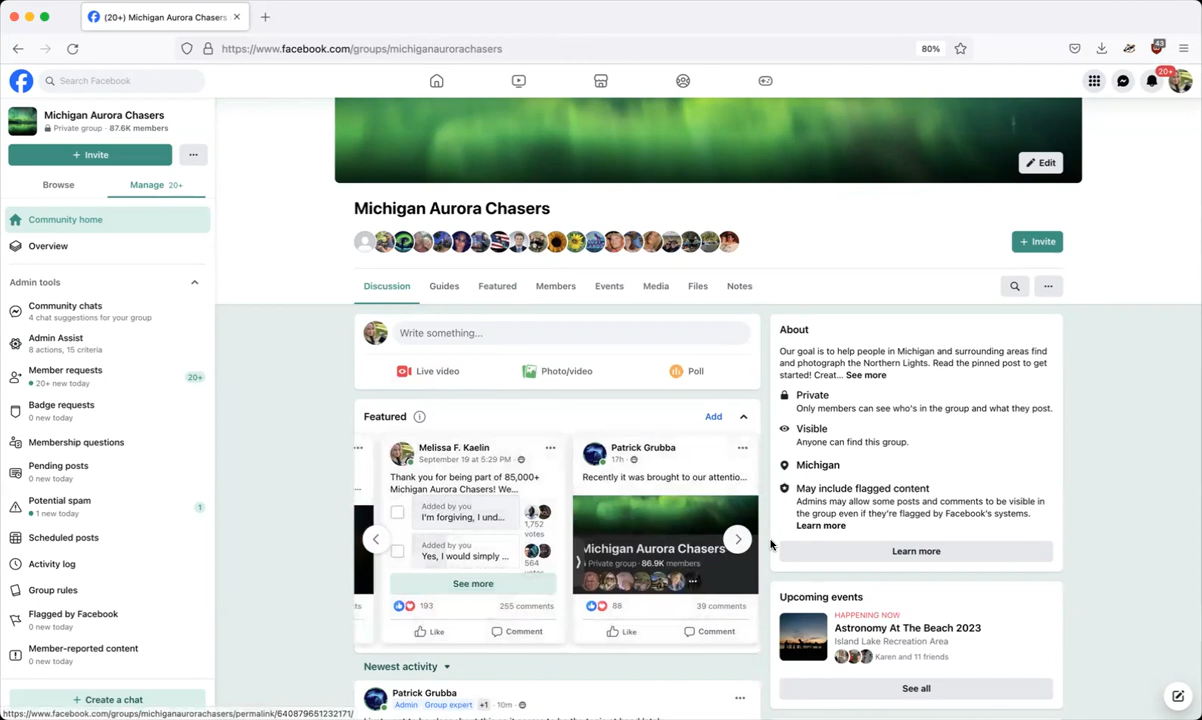 (20+) Michigan Aurora Chasers
https://www.facebook.com/groups/michiganaurorachasers
80%
43
Search Facebook
20+
Michigan Aurora Chasers
Private group · 87.6K members
+ Invite
Browse
Manage 20+
Community home
Overview
Admin tools
Community chats
4 chat suggestions for your group
Admin Assist
8 actions, 15 criteria
Member requests
20+ new today
20+
Badge requests
0 new today
Membership questions
Pending posts
0 new today
Potential spam
1 new today
1
Scheduled posts
Activity log
Group rules
Flagged by Facebook
0 new today
Member-reported content
0 new today
+ Create a chat
https://www.facebook.com/groups/michiganaurorachasers/permalink/640879651232171/
Edit
Michigan Aurora Chasers
+ Invite
Discussion
Guides
Featured
Members
Events
Media
Files
Notes
Write something...
Live video
Photo/video
Poll
Featured
Add
Melissa F. Kaelin
September 19 at 5:29 PM ·
Thank you for being part of 85,000+
Michigan Aurora Chasers! We...
Added by you
I'm forgiving, I und...
1,752
votes
Added by you
Yes, I would simply ...
564
votes
See more
193
255 comments
Like
Comment
Patrick Grubba
17h ·
Recently it was brought to our attentio...
Michigan Aurora Chasers
Private group · 86.9K members
88
39 comments
Like
Comment
Newest activity
Patrick Grubba
Admin Group expert +1 · 10m ·
About
Our goal is to help people in Michigan and surrounding areas find
and photograph the Northern Lights. Read the pinned post to get
started! Creat... See more
Private
Only members can see who's in the group and what they post.
Visible
Anyone can find this group.
Michigan
May include flagged content
Admins may allow some posts and comments to be visible in
the group even if they're flagged by Facebook's systems.
Learn more
Learn more
Upcoming events
HAPPENING NOW
Astronomy At The Beach 2023
Island Lake Recreation Area
Karen and 11 friends
See all